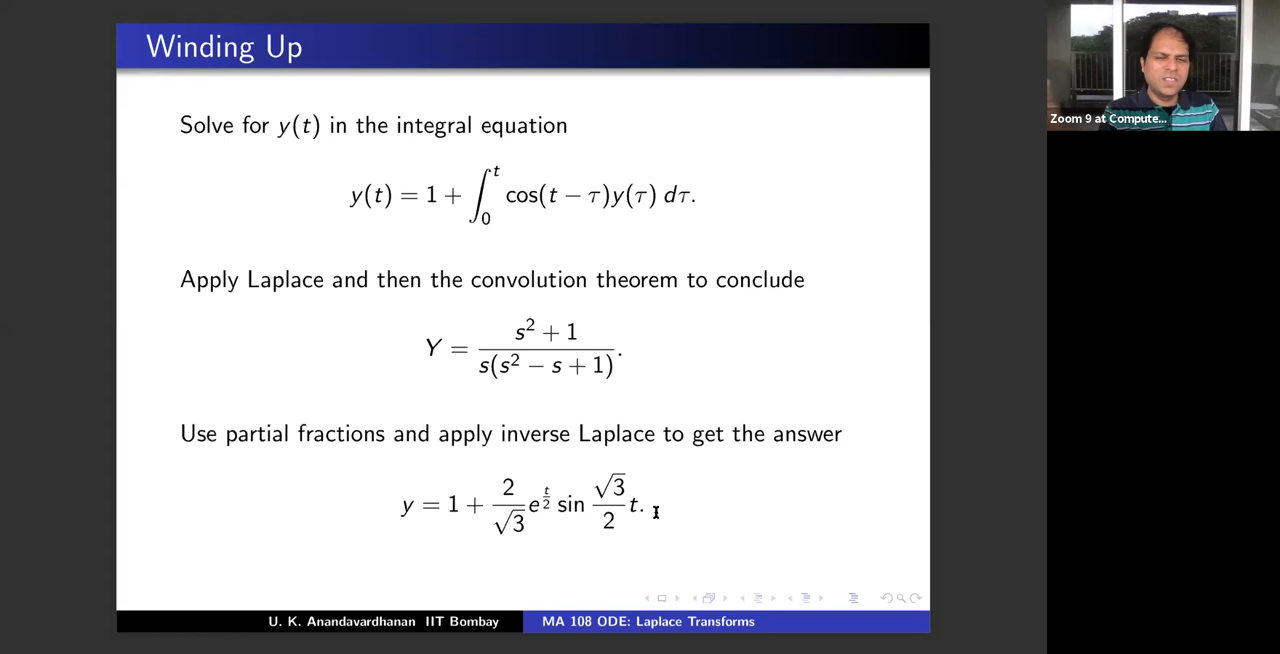 Winding Up
Zoom 9 at Compute...
Solve for y(t) in the integral equation
y(t) = 1 + ∫₀ᵗ cos(t − τ)y(τ) dτ.
Apply Laplace and then the convolution theorem to conclude
Y = (s² + 1) / (s(s² − s + 1)).
Use partial fractions and apply inverse Laplace to get the answer
y = 1 + (2/√3) e^(t/2) sin (√3/2) t.
U. K. Anandavardhanan IIT Bombay
MA 108 ODE: Laplace Transforms